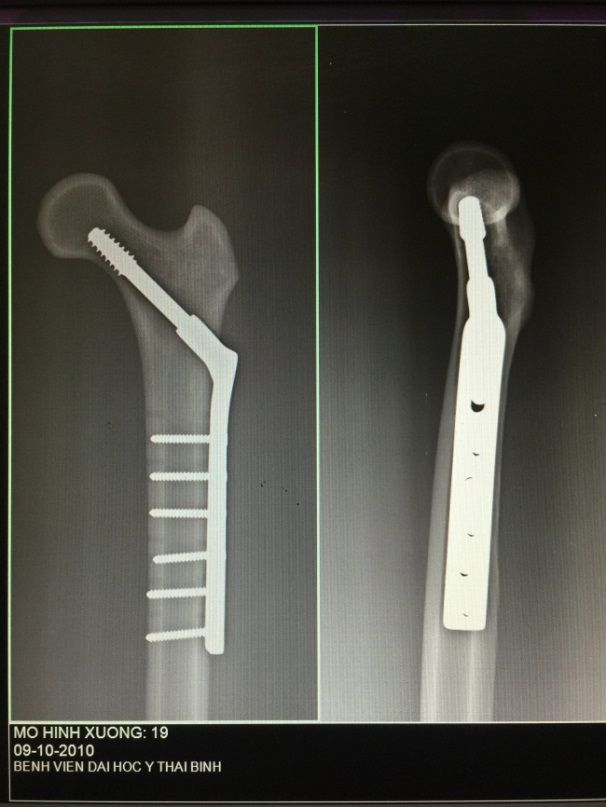 MO HINH XUONG: 19
09-10-2010
BENH VIEN DAI HOC Y THAI BINH